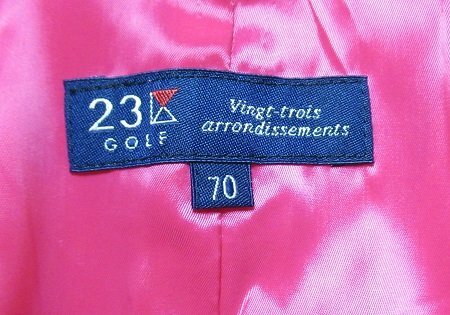 23
GOLF
Vingt-trois
arrondissements
70